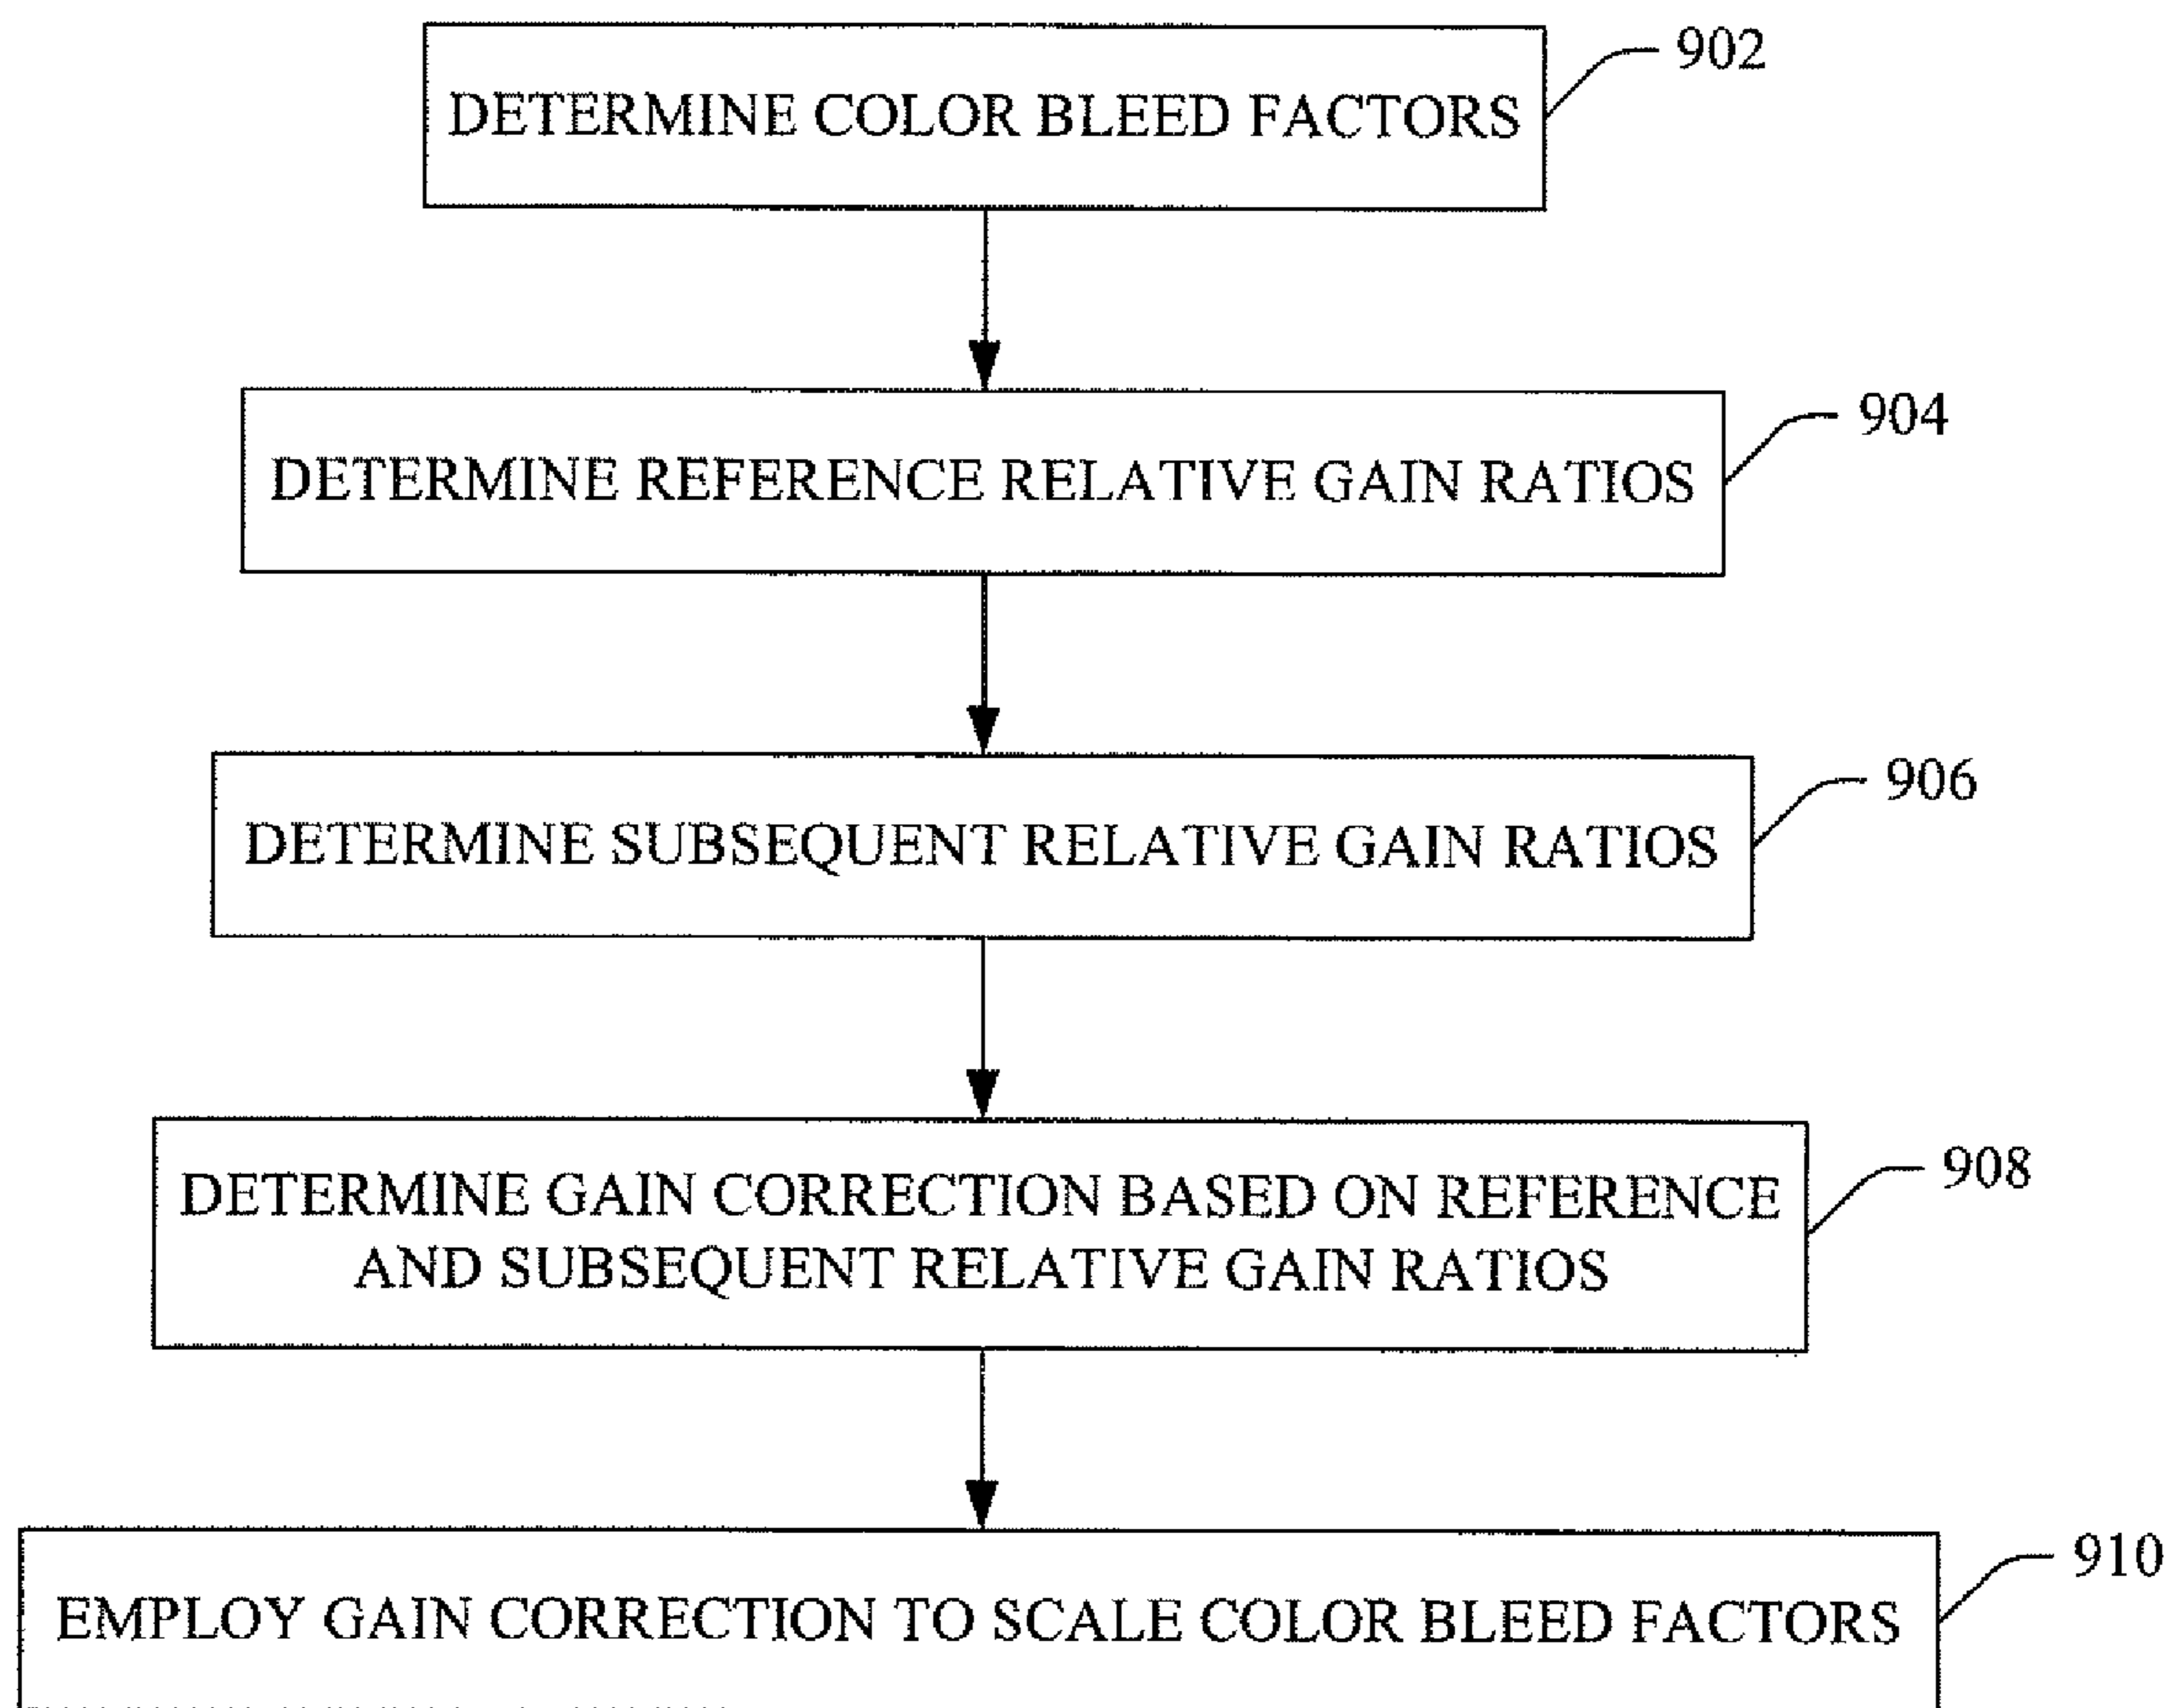 DETERMINE COLOR BLEED FACTORS
902
DETERMINE REFERENCE RELATIVE GAIN RATIOS
904
DETERMINE SUBSEQUENT RELATIVE GAIN RATIOS
906
DETERMINE GAIN CORRECTION BASED ON REFERENCE
AND SUBSEQUENT RELATIVE GAIN RATIOS
908
EMPLOY GAIN CORRECTION TO SCALE COLOR BLEED FACTORS
910